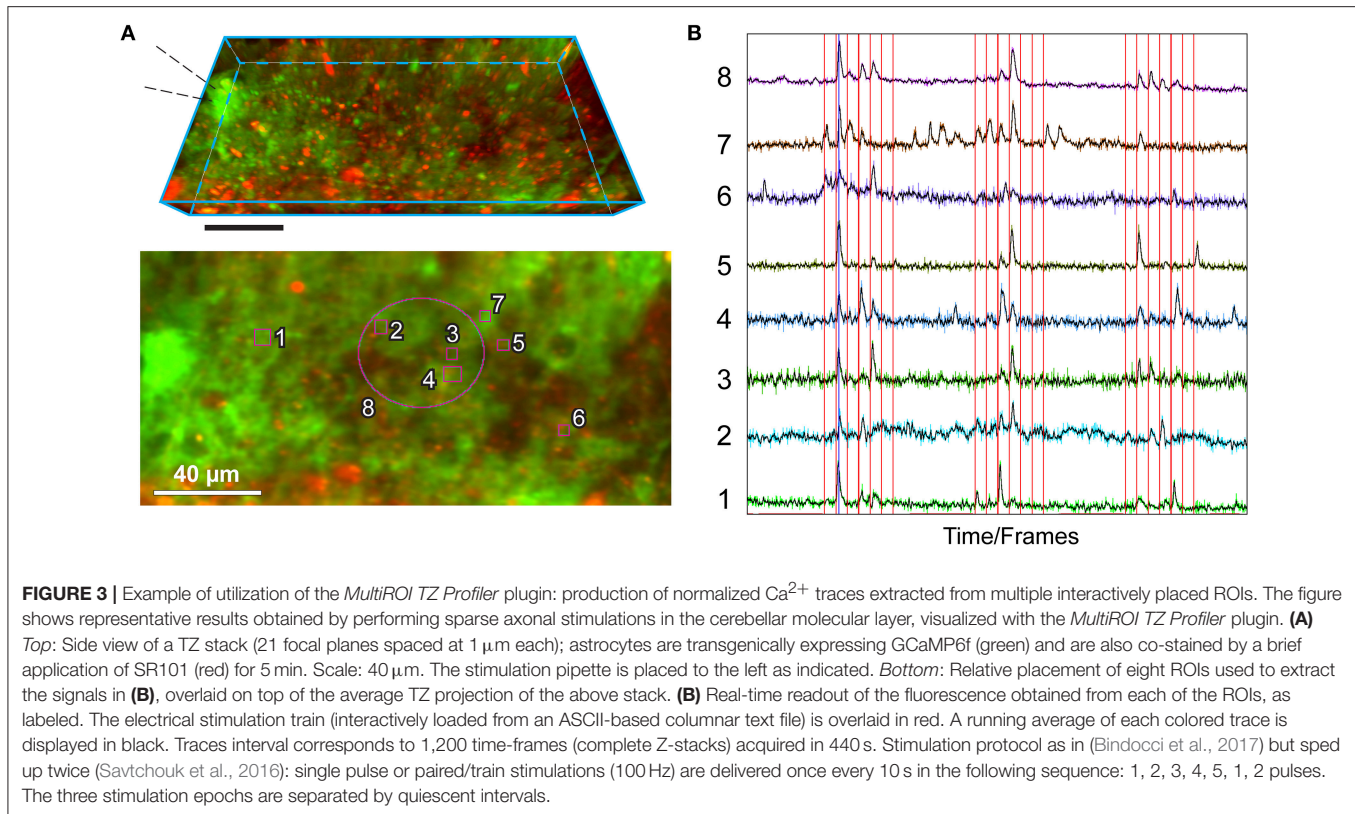 A
B
8
7
6
5
4
3
2
1
Time/Frames
1
2
3
4
5
6
7
8
40 µm
FIGURE 3 | Example of utilization of the MultiROI TZ Profiler plugin: production of normalized Ca2+ traces extracted from multiple interactively placed ROIs. The figure
shows representative results obtained by performing sparse axonal stimulations in the cerebellar molecular layer, visualized with the MultiROI TZ Profiler plugin. (A)
Top: Side view of a TZ stack (21 focal planes spaced at 1 µm each); astrocytes are transgenically expressing GCaMP6f (green) and are also co-stained by a brief
application of SR101 (red) for 5 min. Scale: 40 µm. The stimulation pipette is placed to the left as indicated. Bottom: Relative placement of eight ROIs used to extract
the signals in (B), overlaid on top of the average TZ projection of the above stack. (B) Real-time readout of the fluorescence obtained from each of the ROIs, as
labeled. The electrical stimulation train (interactively loaded from an ASCII-based columnar text file) is overlaid in red. A running average of each colored trace is
displayed in black. Traces interval corresponds to 1,200 time-frames (complete Z-stacks) acquired in 440 s. Stimulation protocol as in (Bindocci et al., 2017) but sped
up twice (Savtchouk et al., 2016): single pulse or paired/train stimulations (100 Hz) are delivered once every 10 s in the following sequence: 1, 2, 3, 4, 5, 1, 2 pulses.
The three stimulation epochs are separated by quiescent intervals.